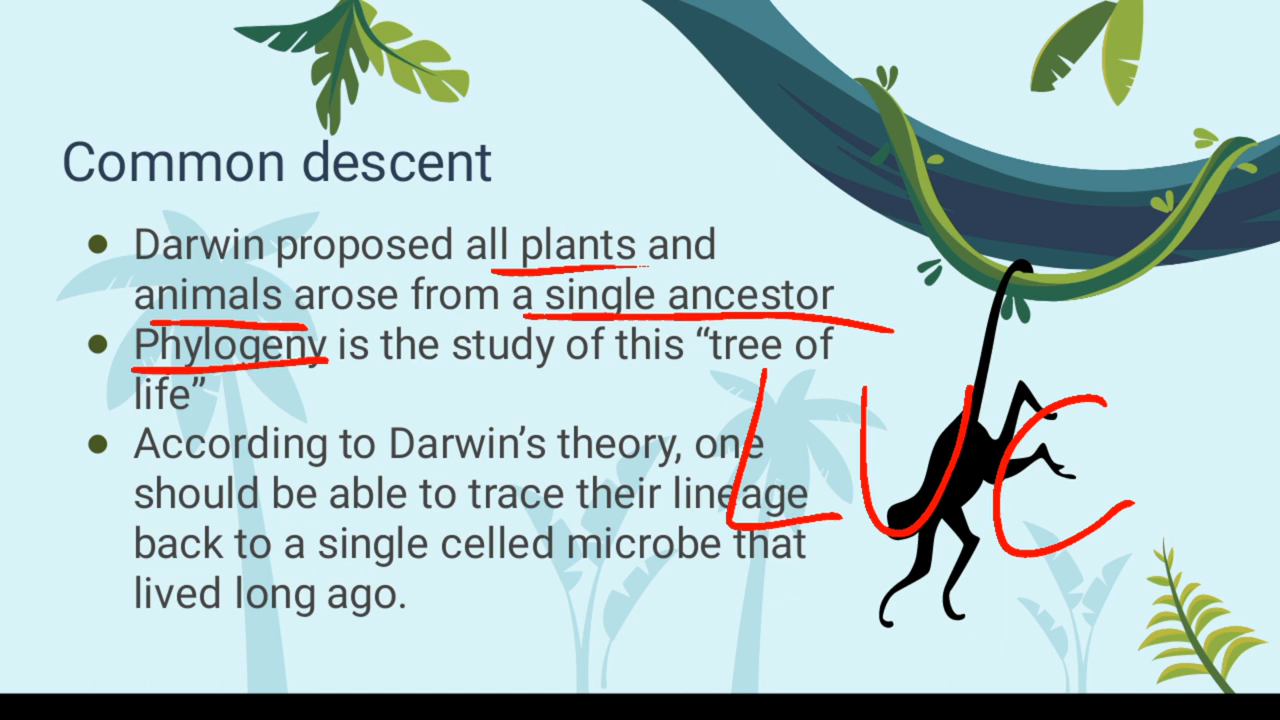 Common descent
● Darwin proposed all plants and
animals arose from a single ancestor
● Phylogeny is the study of this “tree of
life”
● According to Darwin’s theory, one
should be able to trace their lineage
back to a single celled microbe that
lived long ago.
LUC